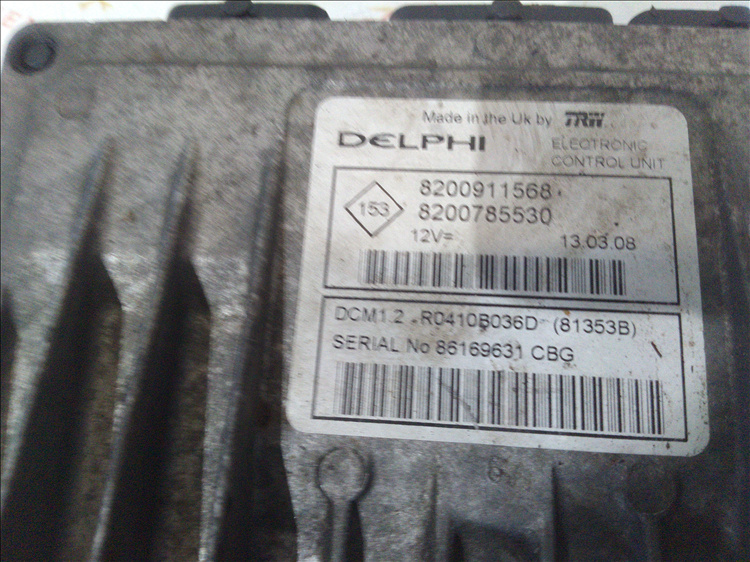 Made in the Uk by TRW
DELPHI
ELECTRONIC
CONTROL UNIT
153
8200911568
8200785530
12V=
13.03.08
DCM1.2 R0410B036D (81353B)
SERIAL No 86169631 CBG